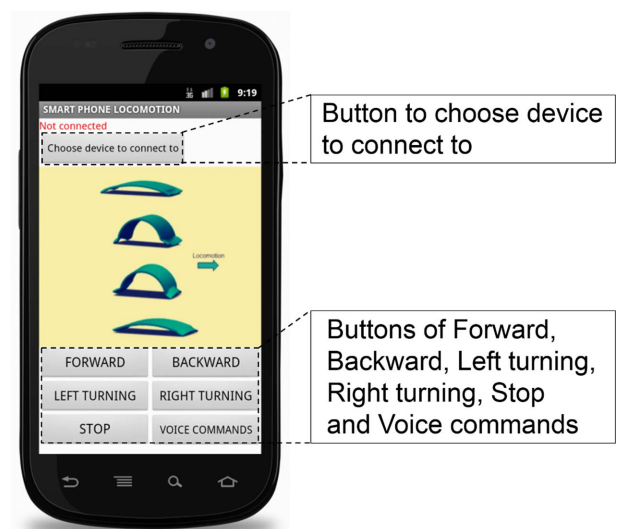 3G 9:19
SMART PHONE LOCOMOTION
Not connected
Choose device to connect to
Button to choose device
to connect to
Locomotion
FORWARD BACKWARD
LEFT TURNING RIGHT TURNING
STOP VOICE COMMANDS
Buttons of Forward,
Backward, Left turning,
Right turning, Stop
and Voice commands